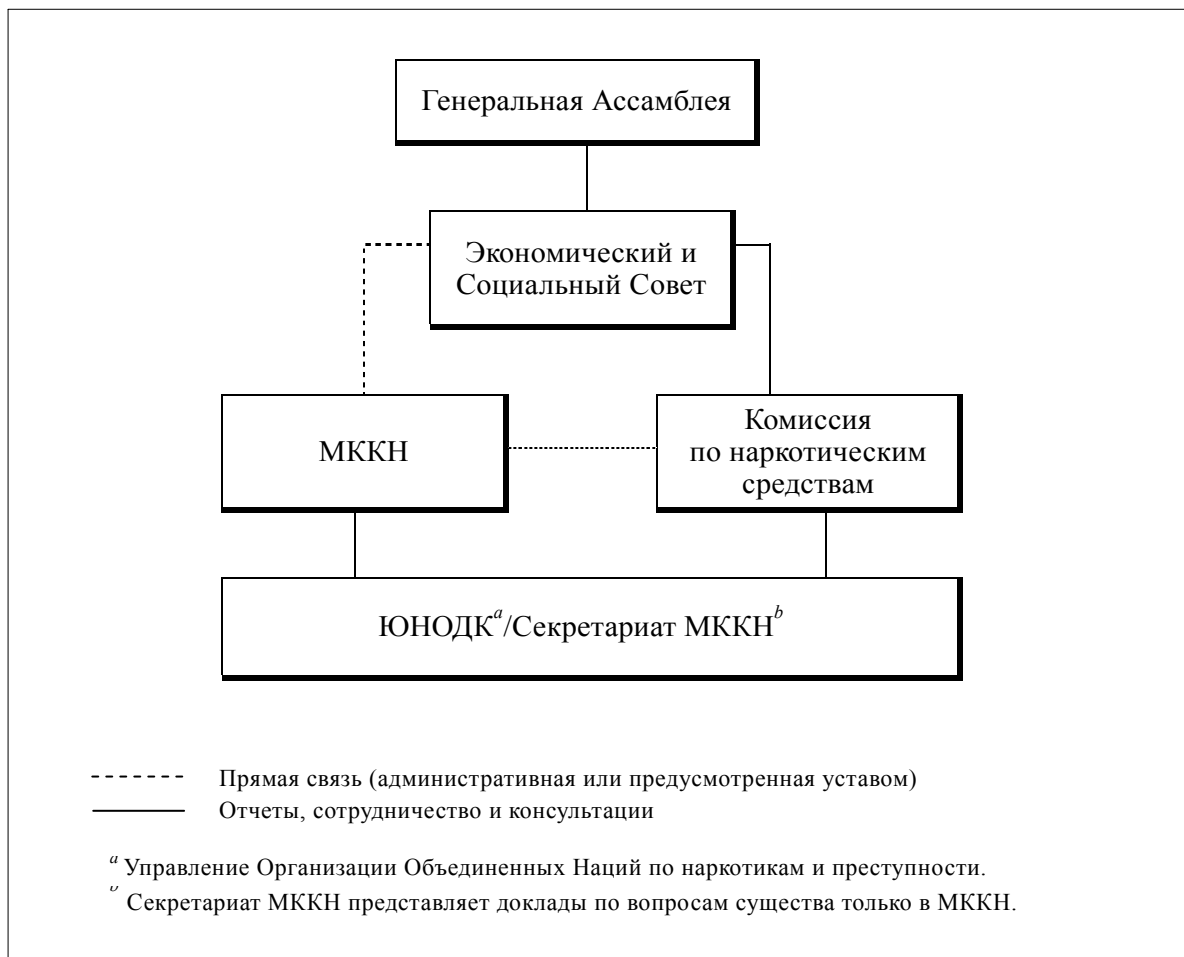 Генеральная Ассамблея
Экономический и
Социальный Совет
МККН
Комиссия
по наркотическим
средствам
ЮНОДК^a/Секретариат МККН^b
Прямая связь (административная или предусмотренная уставом)
Отчеты, сотрудничество и консультации
^a Управление Организации Объединенных Наций по наркотикам и преступности.
^b Секретариат МККН представляет доклады по вопросам существа только в МККН.